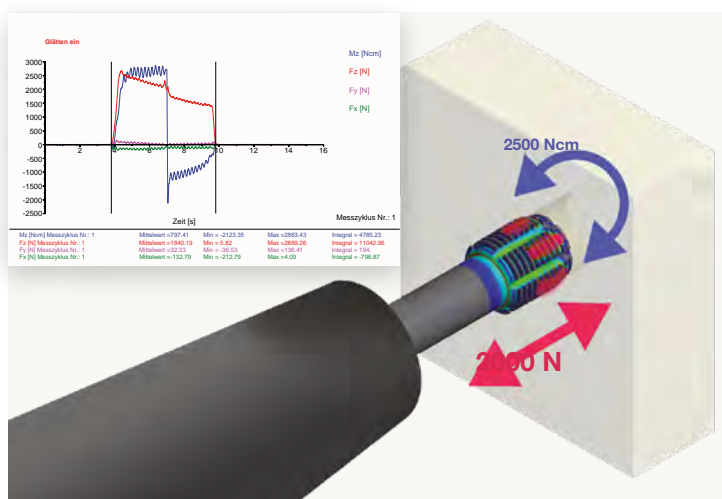 Glätten ein
Mz [Ncm]
Fz [N]
Fy [N]
Fx [N]
3000
2500
2000
1500
1000
500
0
-500
-1000
-1500
-2000
-2500
2 4 6 8 10 12 14 16
Zeit [s]
Messzyklus Nr.: 1
Mz [Ncm] Messzyklus Nr.: 1 Mittelwert =797.41 Min = -2123.35 Max =2863.43 Integral = 4785.23
Fz [N] Messzyklus Nr.: 1 Mittelwert =1840.19 Min = 5.82 Max =2669.26 Integral = 11042.96
Fy [N] Messzyklus Nr.: 1 Mittelwert =32.33 Min = -38.53 Max =136.41 Integral = 194.
Fx [N] Messzyklus Nr.: 1 Mittelwert =-132.79 Min = -212.79 Max =4.09 Integral = -796.87
2500 Ncm
2000 N